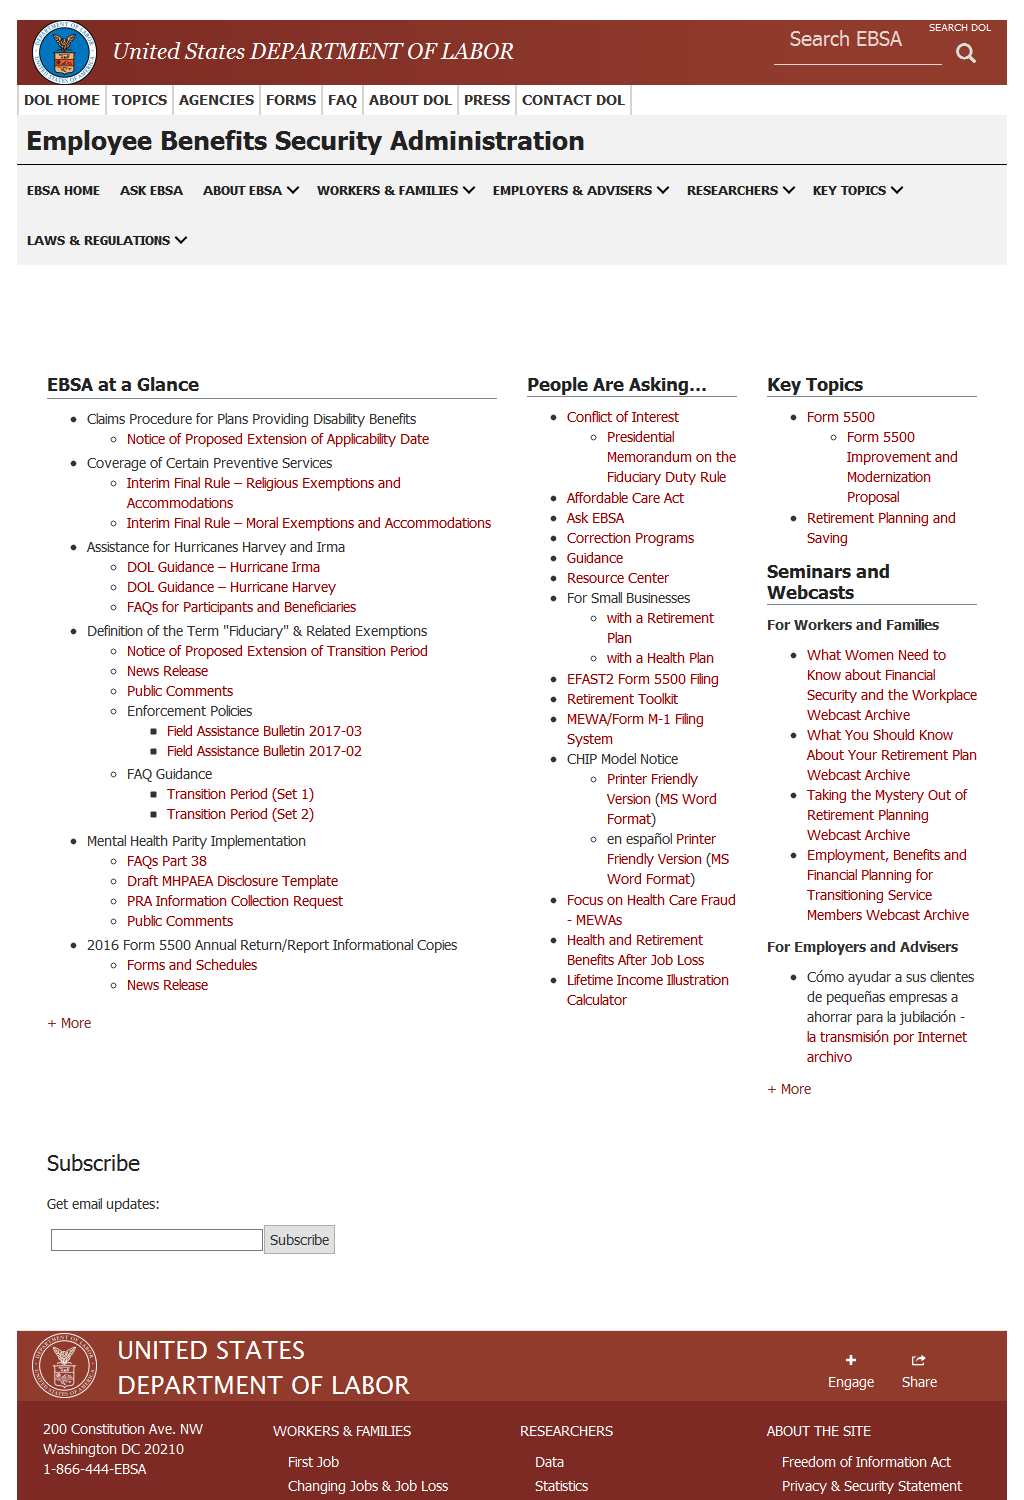 United States DEPARTMENT OF LABOR
Search EBSA
SEARCH DOL
DOL HOME TOPICS AGENCIES FORMS FAQ ABOUT DOL PRESS CONTACT DOL
Employee Benefits Security Administration
EBSA HOME ASK EBSA ABOUT EBSA WORKERS & FAMILIES EMPLOYERS & ADVISERS RESEARCHERS KEY TOPICS
LAWS & REGULATIONS
EBSA at a Glance
Claims Procedure for Plans Providing Disability Benefits
Notice of Proposed Extension of Applicability Date
Coverage of Certain Preventive Services
Interim Final Rule – Religious Exemptions and
Accommodations
Interim Final Rule – Moral Exemptions and Accommodations
Assistance for Hurricanes Harvey and Irma
DOL Guidance – Hurricane Irma
DOL Guidance – Hurricane Harvey
FAQs for Participants and Beneficiaries
Definition of the Term "Fiduciary" & Related Exemptions
Notice of Proposed Extension of Transition Period
News Release
Public Comments
Enforcement Policies
Field Assistance Bulletin 2017-03
Field Assistance Bulletin 2017-02
FAQ Guidance
Transition Period (Set 1)
Transition Period (Set 2)
Mental Health Parity Implementation
FAQs Part 38
Draft MHPAEA Disclosure Template
PRA Information Collection Request
Public Comments
2016 Form 5500 Annual Return/Report Informational Copies
Forms and Schedules
News Release
+ More
People Are Asking...
Conflict of Interest
Presidential
Memorandum on the
Fiduciary Duty Rule
Affordable Care Act
Ask EBSA
Correction Programs
Guidance
Resource Center
For Small Businesses
with a Retirement
Plan
with a Health Plan
EFAST2 Form 5500 Filing
Retirement Toolkit
MEWA/Form M-1 Filing
System
CHIP Model Notice
Printer Friendly
Version (MS Word
Format)
en español Printer
Friendly Version (MS
Word Format)
Focus on Health Care Fraud
- MEWAs
Health and Retirement
Benefits After Job Loss
Lifetime Income Illustration
Calculator
Key Topics
Form 5500
Form 5500
Improvement and
Modernization
Proposal
Retirement Planning and
Saving
Seminars and
Webcasts
For Workers and Families
What Women Need to
Know about Financial
Security and the Workplace
Webcast Archive
What You Should Know
About Your Retirement Plan
Webcast Archive
Taking the Mystery Out of
Retirement Planning
Webcast Archive
Employment, Benefits and
Financial Planning for
Transitioning Service
Members Webcast Archive
For Employers and Advisers
Cómo ayudar a sus clientes
de pequeñas empresas a
ahorrar para la jubilación -
la transmisión por Internet
archivo
+ More
Subscribe
Get email updates:
Subscribe
UNITED STATES
DEPARTMENT OF LABOR
Engage
Share
200 Constitution Ave. NW
Washington DC 20210
1-866-444-EBSA
WORKERS & FAMILIES
First Job
Changing Jobs & Job Loss
RESEARCHERS
Data
Statistics
ABOUT THE SITE
Freedom of Information Act
Privacy & Security Statement